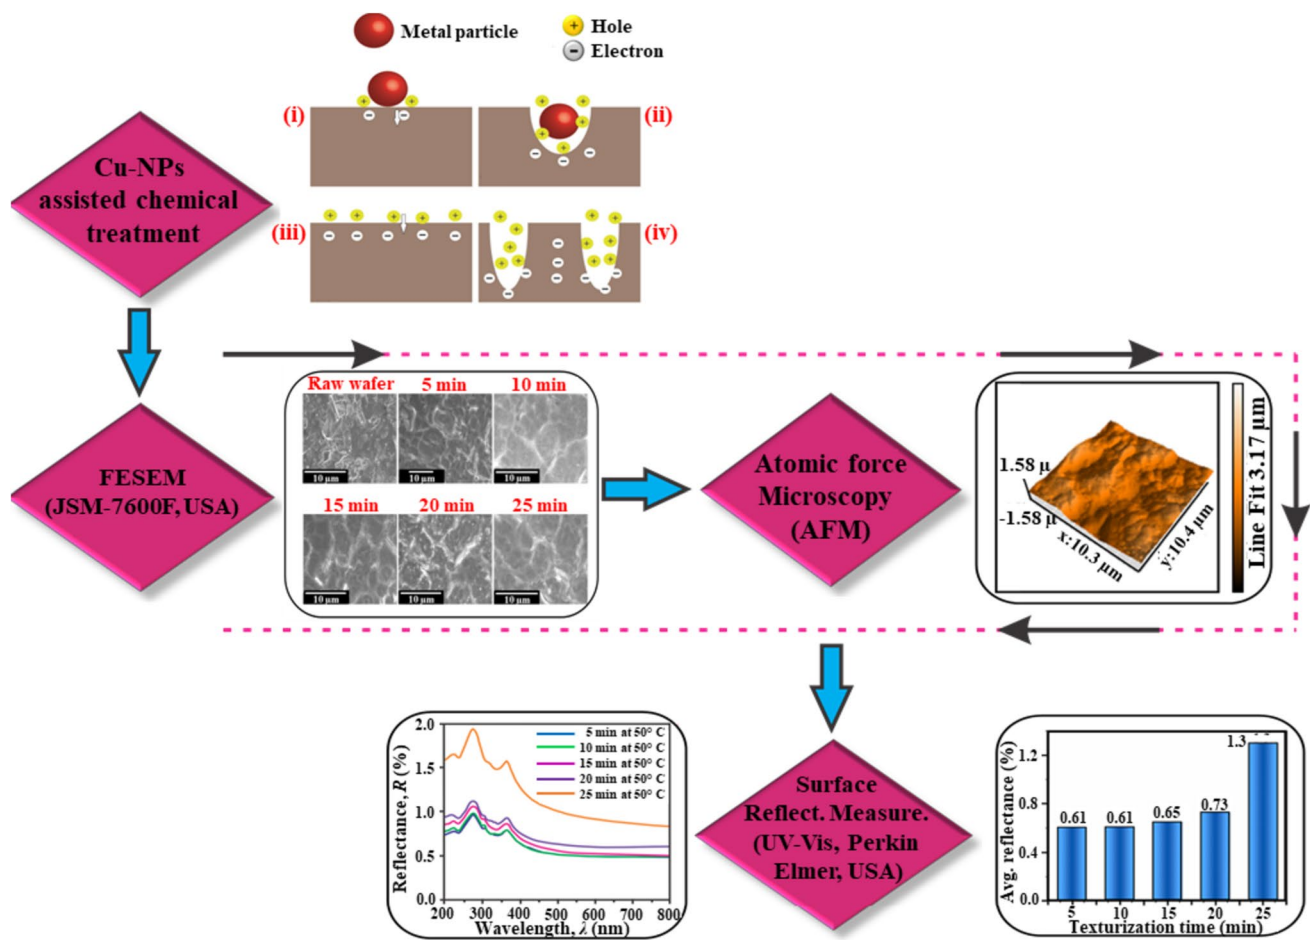 Metal particle
+ Hole
− Electron
(i)
(ii)
(iii)
(iv)
Cu-NPs
assisted chemical
treatment
Raw wafer
5 min
10 min
10 µm
10 µm
10 µm
15 min
20 min
25 min
10 µm
10 µm
10 µm
FESEM
(JSM-7600F, USA)
Atomic force
Microscopy
(AFM)
1.58 µ
-1.58 µ
x:10.3 µm
y:10.4 µm
Line Fit 3.17 µm
Surface
Reflect. Measure.
(UV-Vis, Perkin
Elmer, USA)
Reflectance, R (%)
2.0
1.5
1.0
0.5
0.0
200 300 400 500 600 700 800
Wavelength, λ (nm)
5 min at 50° C
10 min at 50° C
15 min at 50° C
20 min at 50° C
25 min at 50° C
Avg. reflectance (%)
1.2
0.8
0.4
0.0
0.61
0.61
0.65
0.73
1.3
5 10 15 20 25
Texturization time (min)